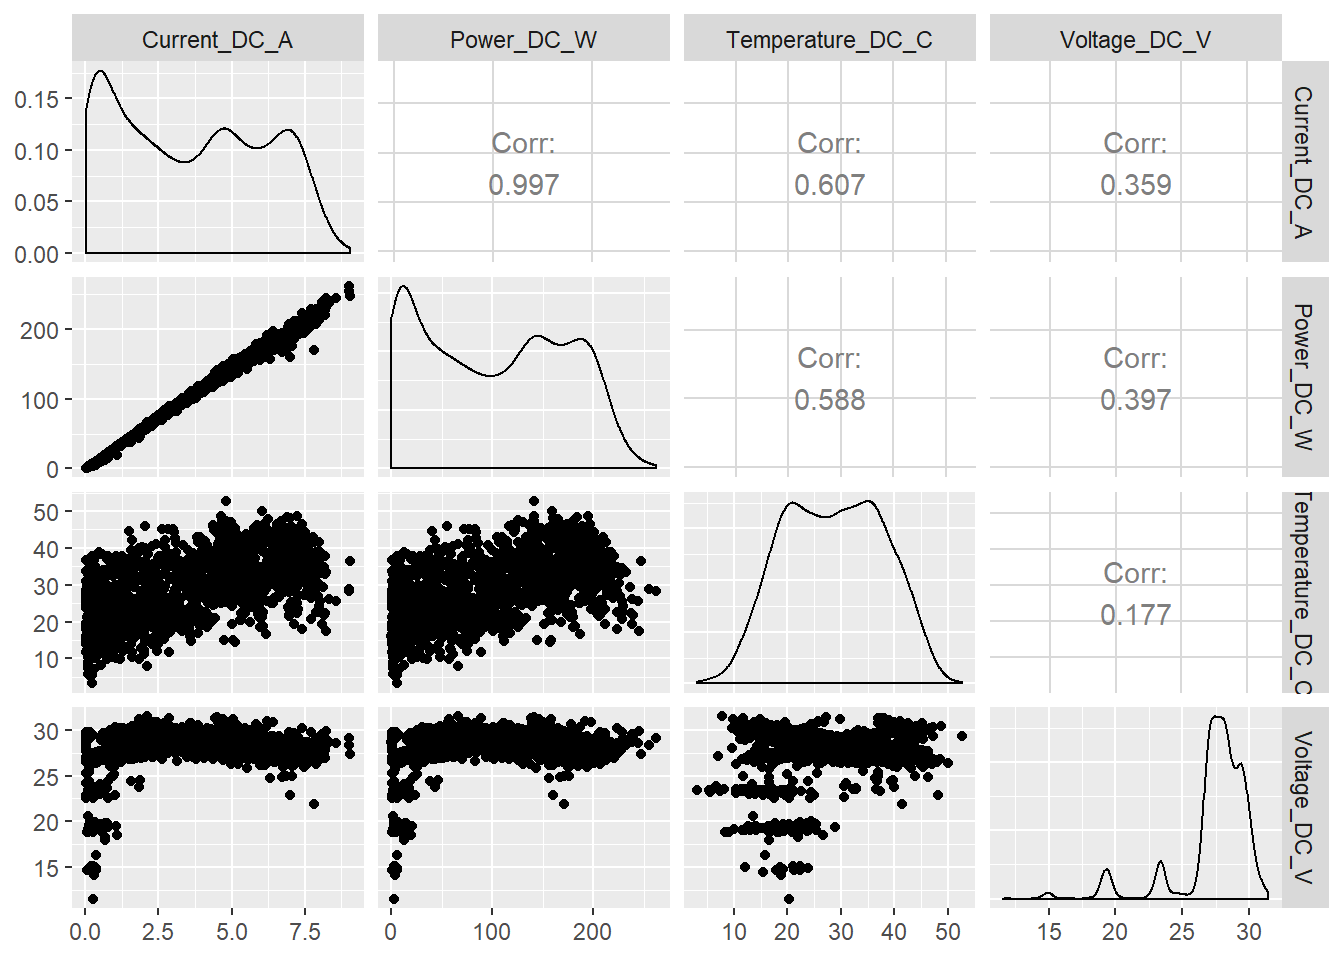 Current_DC_A
Power_DC_W
Temperature_DC_C
Voltage_DC_V
0.15
0.10
0.05
0.00
Corr:
0.997
Corr:
0.607
Corr:
0.359
Current_DC_A
200
100
0
Corr:
0.588
Corr:
0.397
Power_DC_W
50
40
30
20
10
Corr:
0.177
Temperature_DC_C
30
25
20
15
Voltage_DC_V
0.0 2.5 5.0 7.5
0 100 200
10 20 30 40 50
15 20 25 30